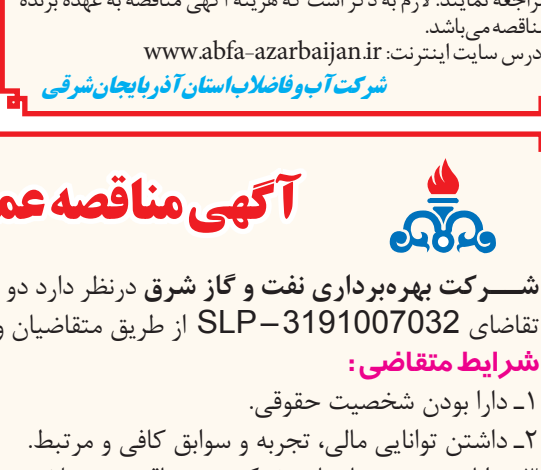 مراجعه نمایند. لازم به ذکر است که هزینه آگهی مناقصه به عهده برنده
مناقصه می‌باشد.
آدرس سایت اینترنت: www.abfa-azarbaijan.ir
شرکت آب و فاضلاب استان آذربایجان شرقی
آگهی مناقصه
شـــرکت بهره‌برداری نفت و گاز شرق درنظر دارد دو
تقاضای SLP–3191007032 از طریق متقاضیان و
شرایط متقاضی:
۱ـ دارا بودن شخصیت حقوقی.
۲ـ داشتن توانایی مالی، تجربه و سوابق کافی و مرتبط.